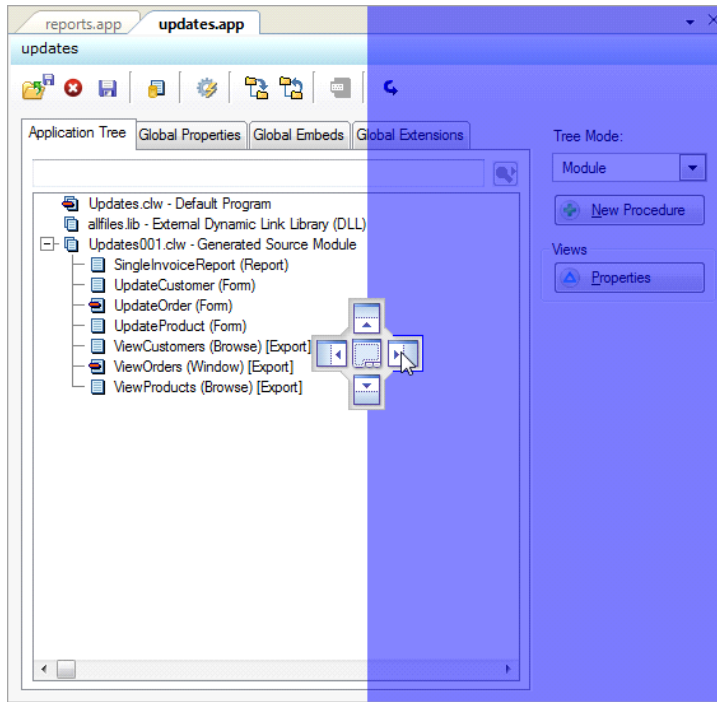 reports.app updates.app
updates
Application Tree Global Properties Global Embeds Global Extensions
Tree Mode:
Module
New Procedure
Views
Properties
Updates.clw - Default Program
allfiles.lib - External Dynamic Link Library (DLL)
Updates001.clw - Generated Source Module
SingleInvoiceReport (Report)
UpdateCustomer (Form)
UpdateOrder (Form)
UpdateProduct (Form)
ViewCustomers (Browse) [Export]
ViewOrders (Window) [Export]
ViewProducts (Browse) [Export]